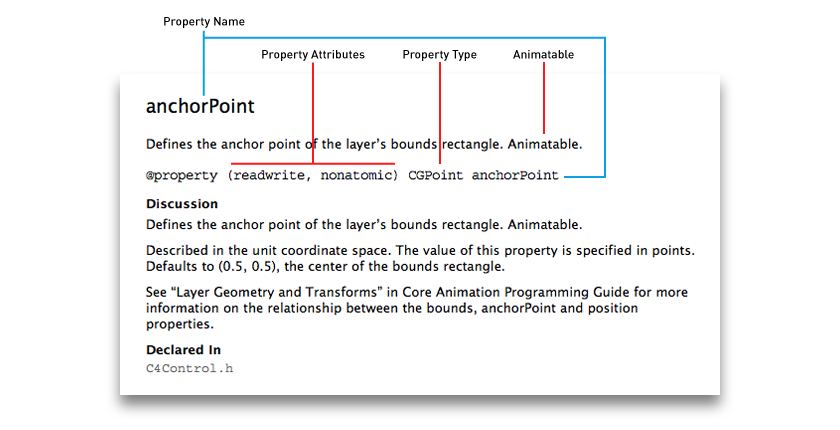 Property Name
Property Attributes
Property Type
Animatable
anchorPoint
Defines the anchor point of the layer’s bounds rectangle. Animatable.
@property (readwrite, nonatomic) CGPoint anchorPoint
Discussion
Defines the anchor point of the layer’s bounds rectangle. Animatable.
Described in the unit coordinate space. The value of this property is specified in points.
Defaults to (0.5, 0.5), the center of the bounds rectangle.
See “Layer Geometry and Transforms” in Core Animation Programming Guide for more
information on the relationship between the bounds, anchorPoint and position
properties.
Declared In
C4Control.h